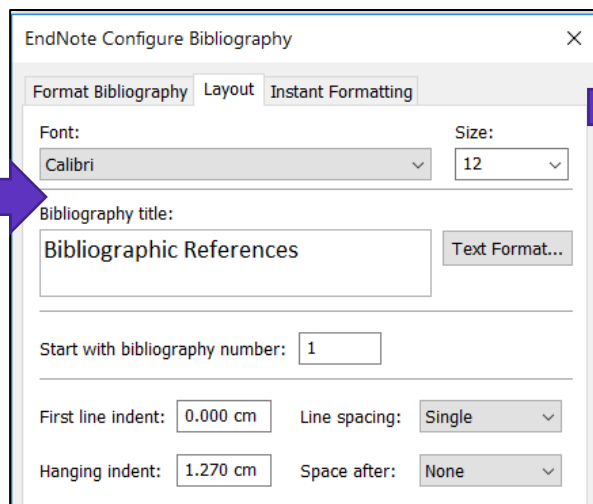 EndNote Configure Bibliography
Format Bibliography Layout Instant Formatting
Font: Size:
Calibri 12
Bibliography title:
Bibliographic References Text Format...
Start with bibliography number: 1
First line indent: 0.000 cm Line spacing: Single
Hanging indent: 1.270 cm Space after: None